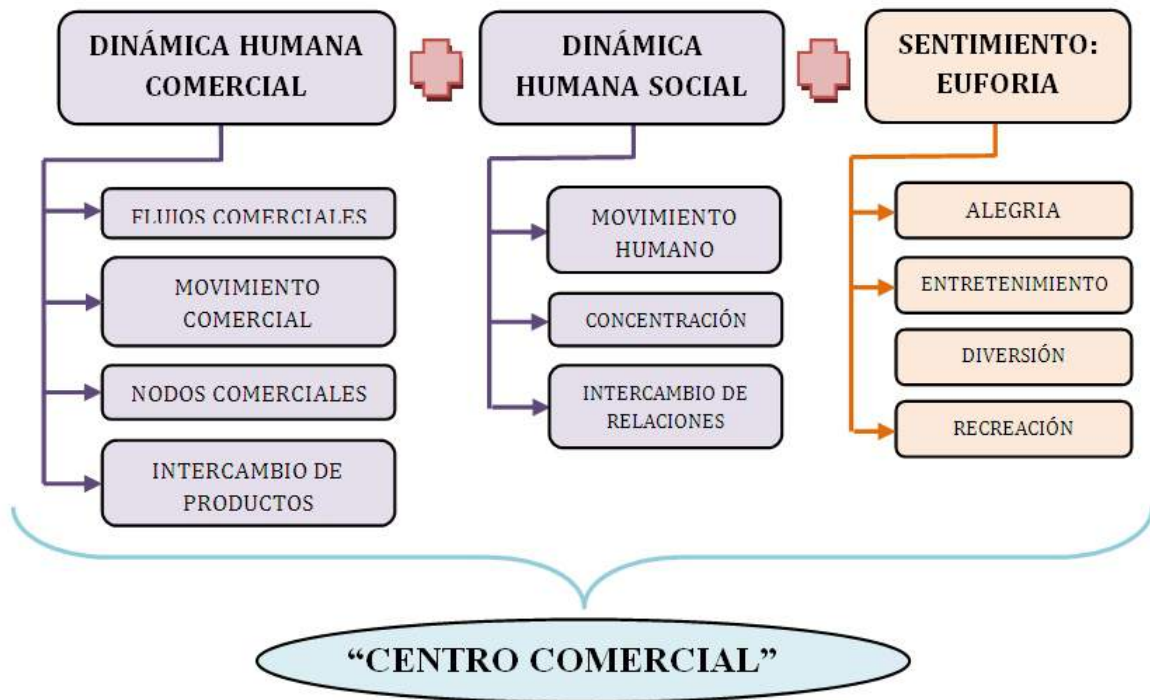 DINÁMICA HUMANA
COMERCIAL
DINÁMICA
HUMANA SOCIAL
SENTIMIENTO:
EUFORIA
FLUJOS COMERCIALES
MOVIMIENTO
COMERCIAL
NODOS COMERCIALES
INTERCAMBIO DE
PRODUCTOS
MOVIMIENTO
HUMANO
CONCENTRACIÓN
INTERCAMBIO DE
RELACIONES
ALEGRIA
ENTRETENIMIENTO
DIVERSIÓN
RECREACIÓN
“CENTRO COMERCIAL”